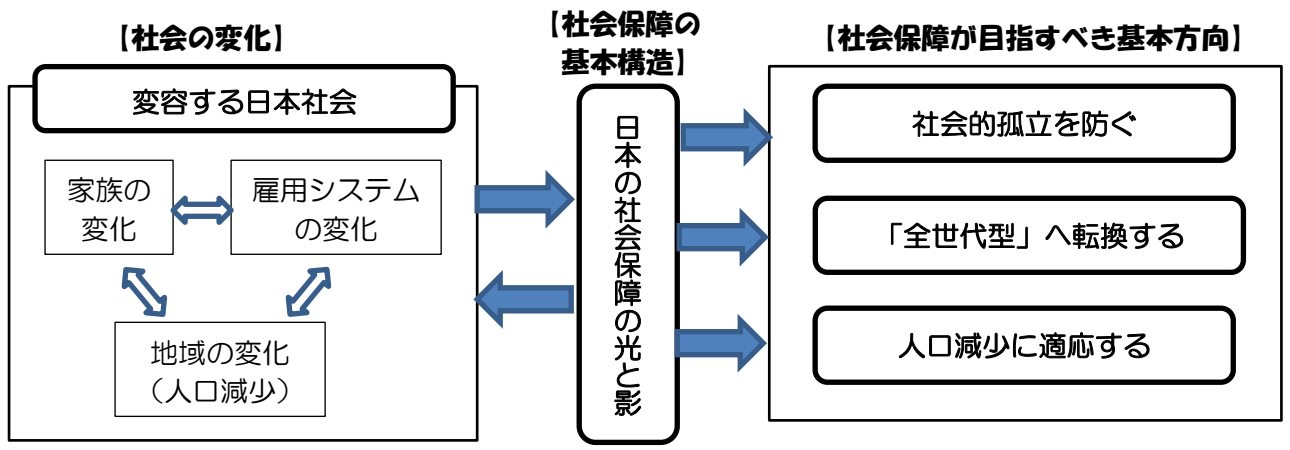 【社会の変化】
変容する日本社会
家族の
変化
雇用システム
の変化
地域の変化
（人口減少）
【社会保障の
基本構造】
日本の社会保障の光と影
【社会保障が目指すべき基本方向】
社会的孤立を防ぐ
「全世代型」へ転換する
人口減少に適応する